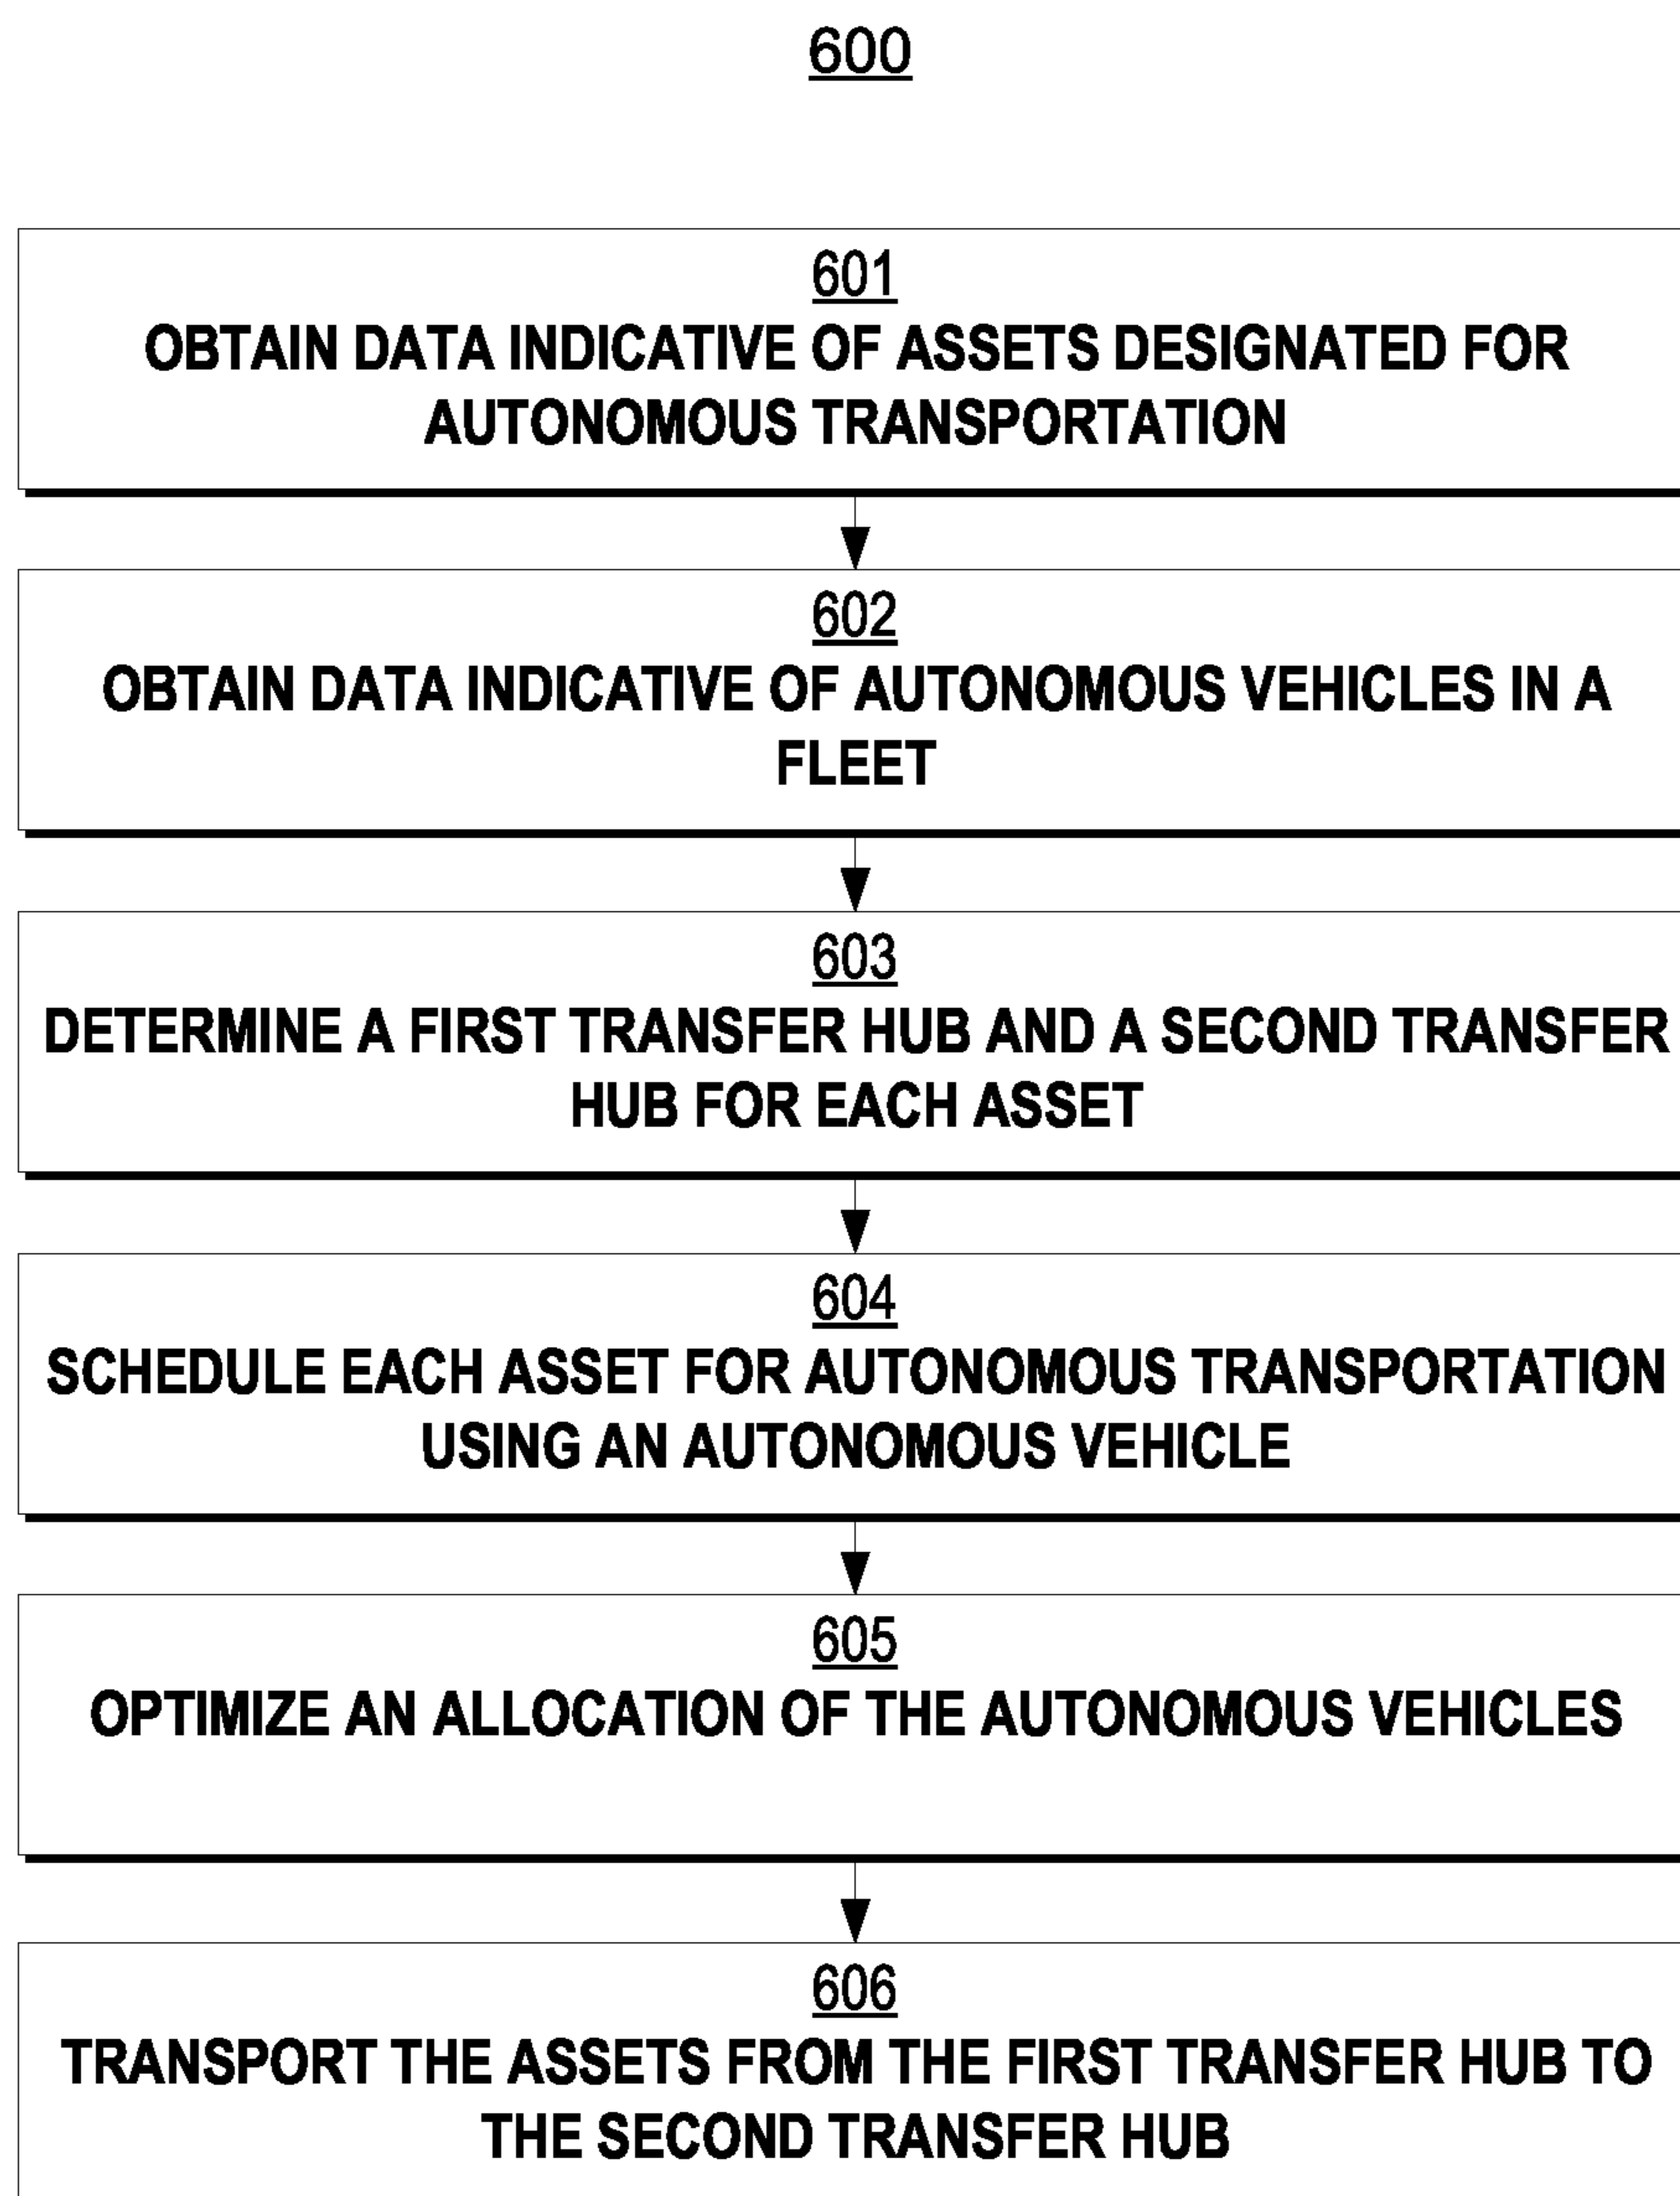 600
601
OBTAIN DATA INDICATIVE OF ASSETS DESIGNATED FOR
AUTONOMOUS TRANSPORTATION
602
OBTAIN DATA INDICATIVE OF AUTONOMOUS VEHICLES IN A
FLEET
603
DETERMINE A FIRST TRANSFER HUB AND A SECOND TRANSFER
HUB FOR EACH ASSET
604
SCHEDULE EACH ASSET FOR AUTONOMOUS TRANSPORTATION
USING AN AUTONOMOUS VEHICLE
605
OPTIMIZE AN ALLOCATION OF THE AUTONOMOUS VEHICLES
606
TRANSPORT THE ASSETS FROM THE FIRST TRANSFER HUB TO
THE SECOND TRANSFER HUB